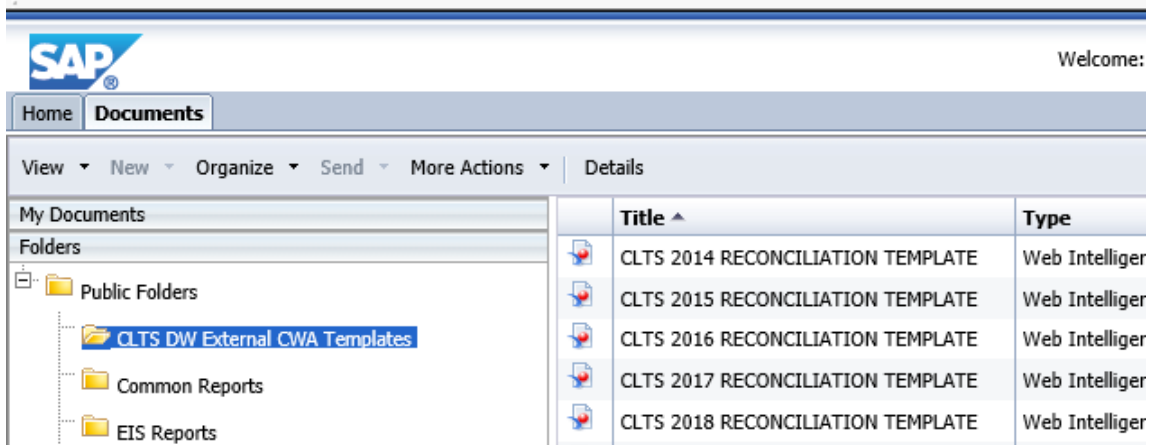 SAP®
Welcome:
Home Documents
View New Organize Send More Actions Details
My Documents
Folders
Public Folders
CLTS DW External CWA Templates
Common Reports
EIS Reports
Title Type
CLTS 2014 RECONCILIATION TEMPLATE Web Intelliger
CLTS 2015 RECONCILIATION TEMPLATE Web Intelliger
CLTS 2016 RECONCILIATION TEMPLATE Web Intelliger
CLTS 2017 RECONCILIATION TEMPLATE Web Intelliger
CLTS 2018 RECONCILIATION TEMPLATE Web Intelliger